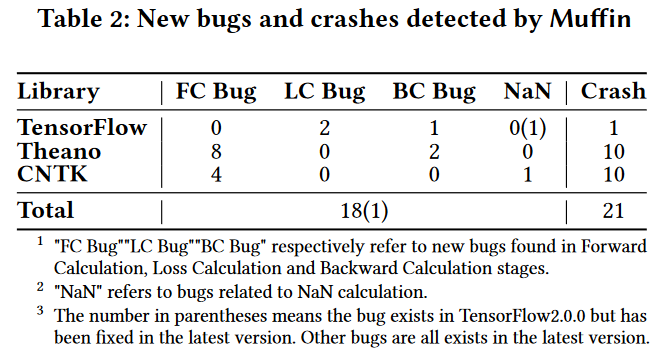 Table 2: New bugs and crashes detected by Muffin
Library FC Bug LC Bug BC Bug NaN Crash
TensorFlow 0 2 1 0(1) 1
Theano 8 0 2 0 10
CNTK 4 0 0 1 10
Total 18(1) 21
1 "FC Bug""LC Bug""BC Bug" respectively refer to new bugs found in Forward
Calculation, Loss Calculation and Backward Calculation stages.
2 "NaN" refers to bugs related to NaN calculation.
3 The number in parentheses means the bug exists in TensorFlow2.0.0 but has
been fixed in the latest version. Other bugs are all exists in the latest version.